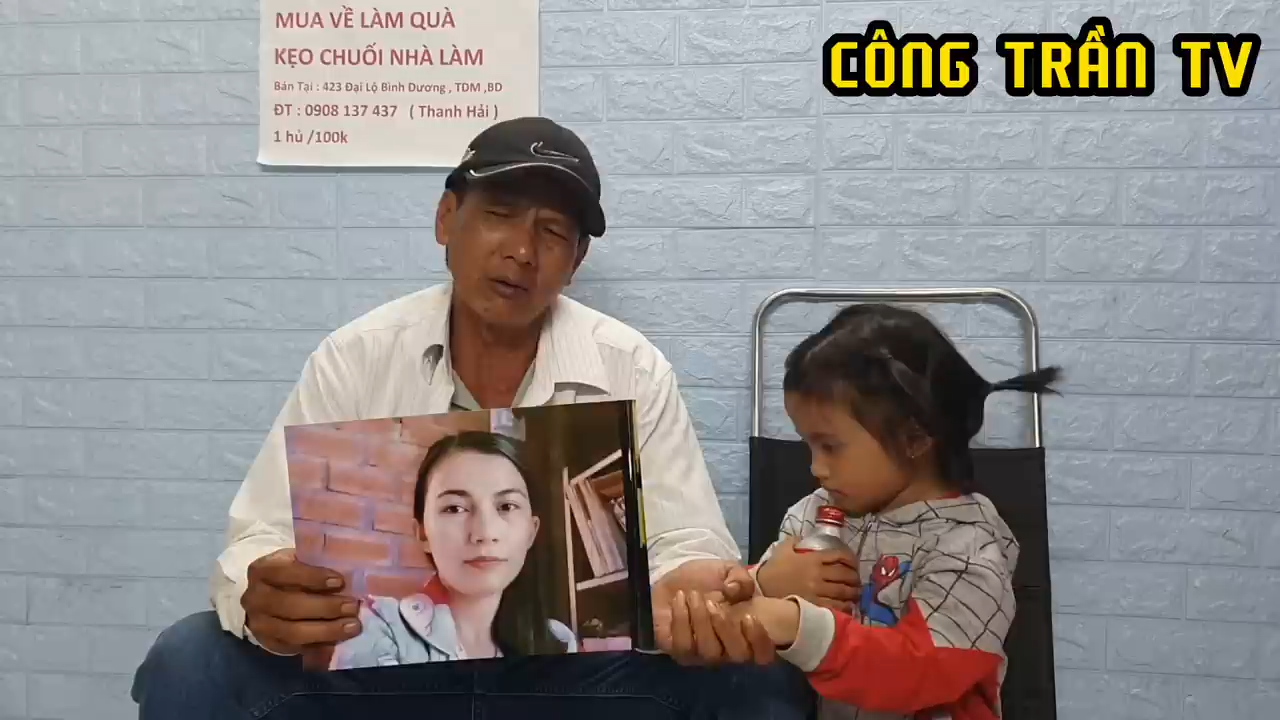 MUA VỀ LÀM QUÀ
KẸO CHUỐI NHÀ LÀM
Bán Tại : 423 Đại Lộ Bình Dương , TDM ,BD
ĐT : 0908 137 437 ( Thanh Hải )
1 hủ /100k
CÔNG TRẦN TV